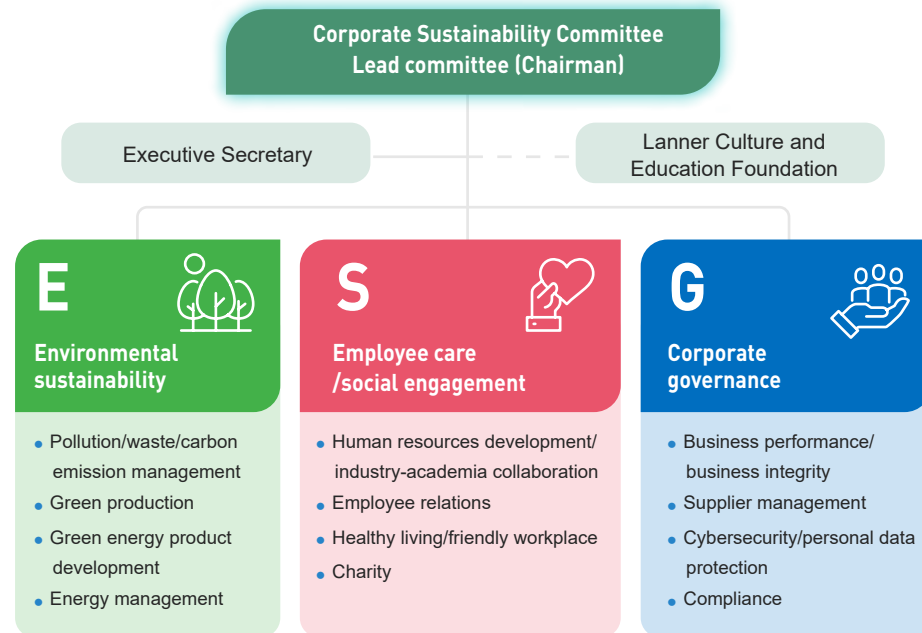 Corporate Sustainability Committee
Lead committee (Chairman)
Executive Secretary
Lanner Culture and
Education Foundation
E
Environmental
sustainability
• Pollution/waste/carbon
emission management
• Green production
• Green energy product
development
• Energy management
S
Employee care
/social engagement
• Human resources development/
industry-academia collaboration
• Employee relations
• Healthy living/friendly workplace
• Charity
G
Corporate
governance
• Business performance/
business integrity
• Supplier management
• Cybersecurity/personal data
protection
• Compliance